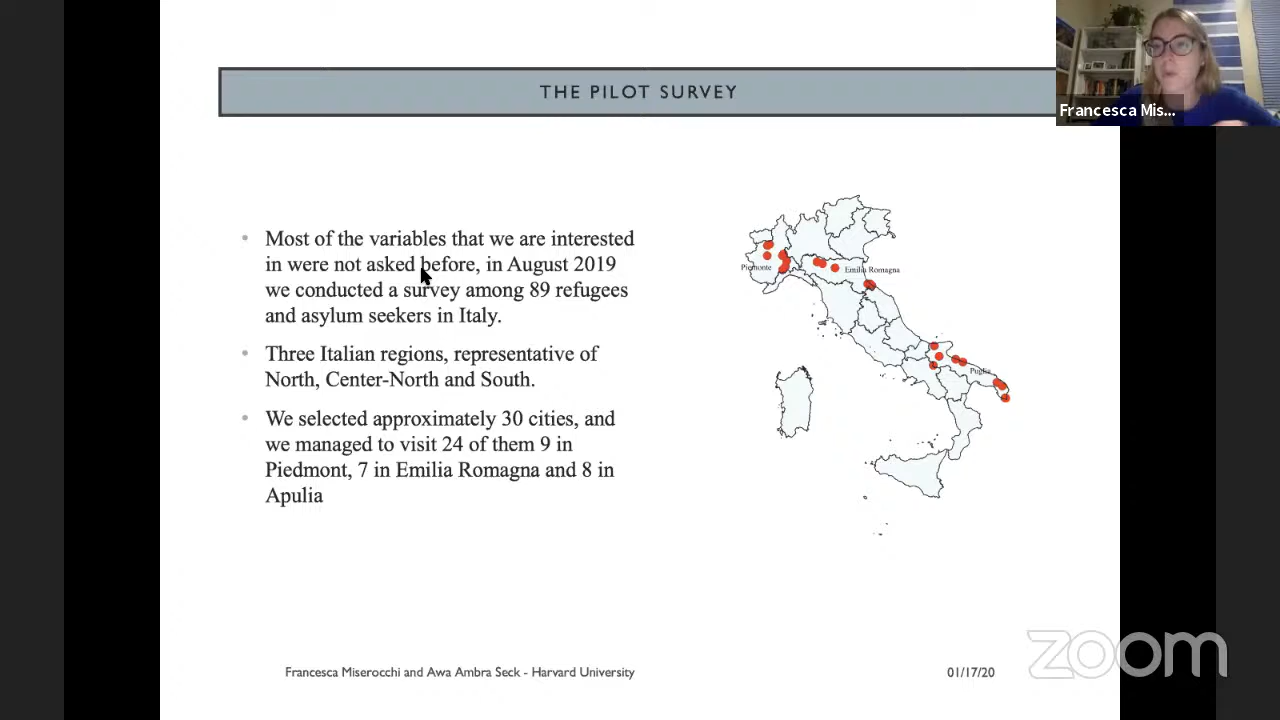 THE PILOT SURVEY
Francesca Mis...
• Most of the variables that we are interested
in were not asked before, in August 2019
we conducted a survey among 89 refugees
and asylum seekers in Italy.
• Three Italian regions, representative of
North, Center-North and South.
• We selected approximately 30 cities, and
we managed to visit 24 of them 9 in
Piedmont, 7 in Emilia Romagna and 8 in
Apulia
Piemonte
Emilia Romagna
Puglia
Francesca Miserocchi and Awa Ambra Seck - Harvard University
01/17/20
zoom